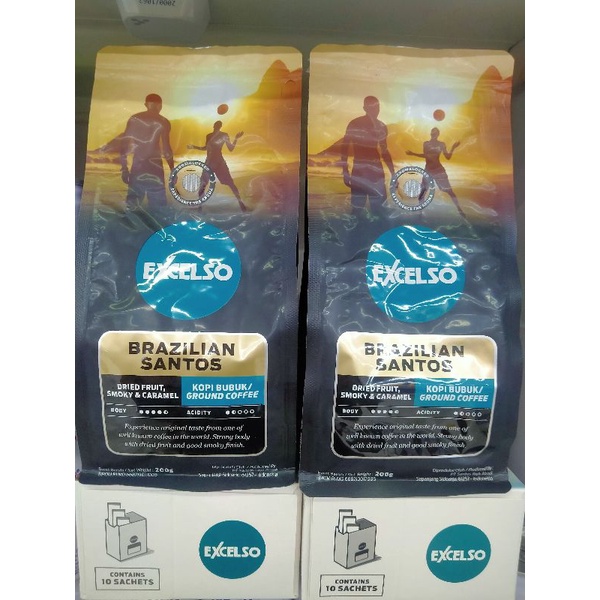 EXCELSO
BRAZILIAN
SANTOS
DRIED FRUIT,
SMOKY & CARAMEL
KOPI BUBUK/
GROUND COFFEE
BODY
ACIDITY
Experience original taste from one of
well known coffee in the world. Strong body
with dried fruit and good smoky finish.
200g
EXCELSO
CONTAINS
10 SACHETS
EXCELSO
BRAZILIAN
SANTOS
DRIED FRUIT,
SMOKY & CARAMEL
KOPI BUBUK/
GROUND COFFEE
BODY
ACIDITY
Experience original taste from one of
well known coffee in the world. Strong body
with dried fruit and good smoky finish.
200g
EXCELSO
CONTAINS
10 SACHETS